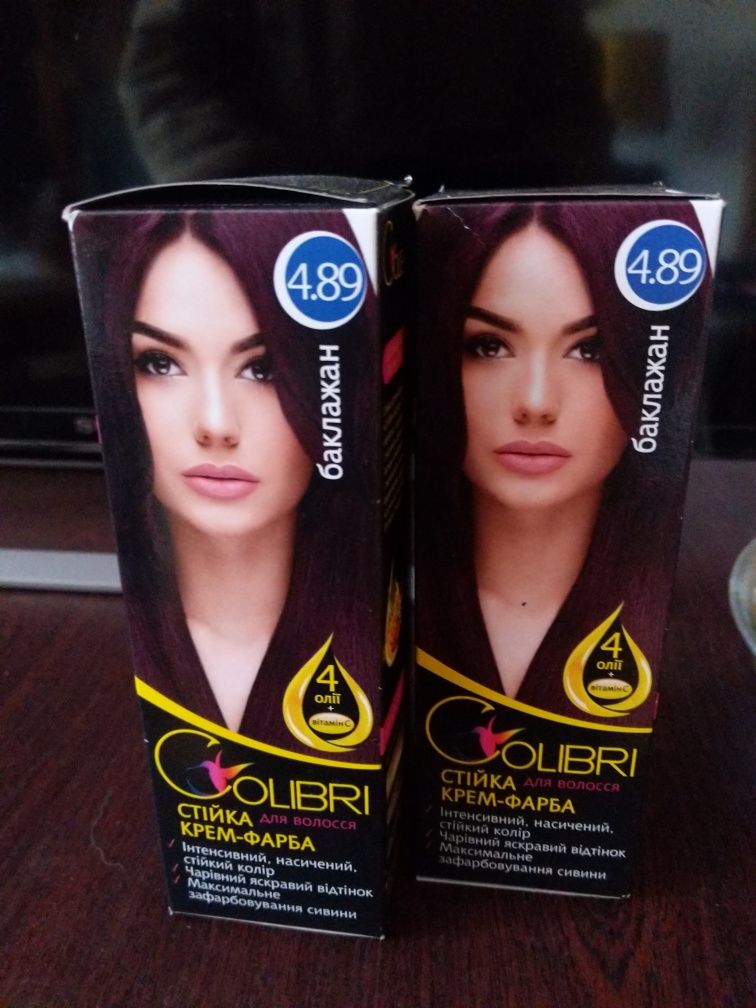 4.89
баклажан
4
олії
+
вітамін С
COLIBRI
СТІЙКА для волосся
КРЕМ-ФАРБА
Інтенсивний, насичений,
стійкий колір
Чарівний яскравий відтінок
Максимальне
зафарбовування сивини
4.89
баклажан
4
олії
+
вітамін С
COLIBRI
СТІЙКА для волосся
КРЕМ-ФАРБА
Інтенсивний, насичений,
стійкий колір
Чарівний яскравий відтінок
Максимальне
зафарбовування сивини